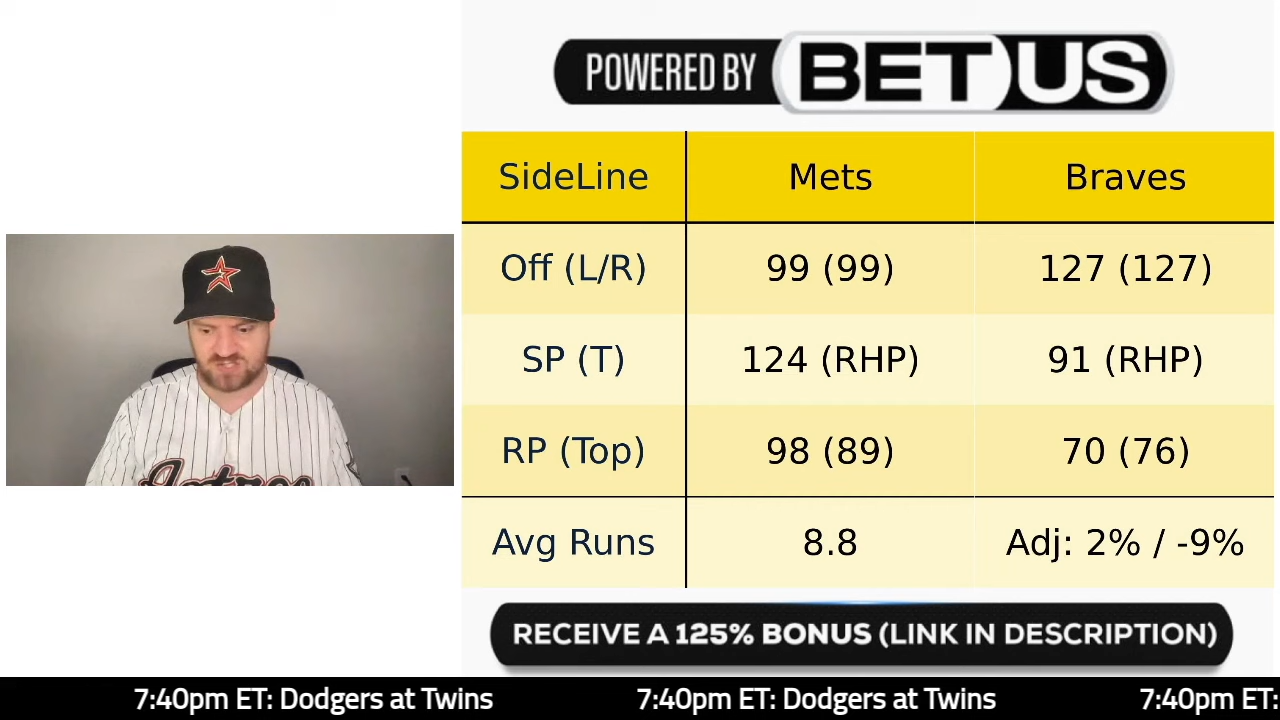 POWERED BY BETUS
SideLine Mets Braves
Off (L/R) 99 (99) 127 (127)
SP (T) 124 (RHP) 91 (RHP)
RP (Top) 98 (89) 70 (76)
Avg Runs 8.8 Adj: 2% / -9%
RECEIVE A 125% BONUS (LINK IN DESCRIPTION)
Astros
7:40pm ET: Dodgers at Twins 7:40pm ET: Dodgers at Twins 7:40pm ET: